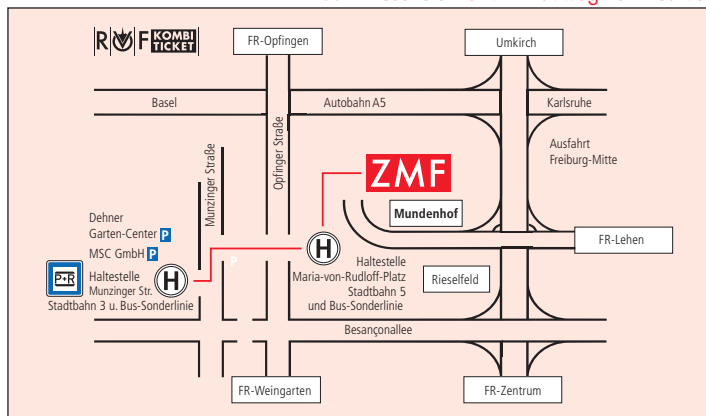 RVF KOMBI
TICKET
FR-Opfingen
Umkirch
Basel
Autobahn A5
Karlsruhe
Ausfahrt
Freiburg-Mitte
Munzinger Straße
Opfinger Straße
ZMF
Mundenhof
FR-Lehen
Dehner
Garten-Center P
MSC GmbH P
P+R
Haltestelle
Munzinger Str.
H
Stadtbahn 3 u. Bus-Sonderlinie
P
H
Haltestelle
Maria-von-Rudloff-Platz
Stadtbahn 5
und Bus-Sonderlinie
Rieselfeld
Besançonallee
FR-Weingarten
FR-Zentrum